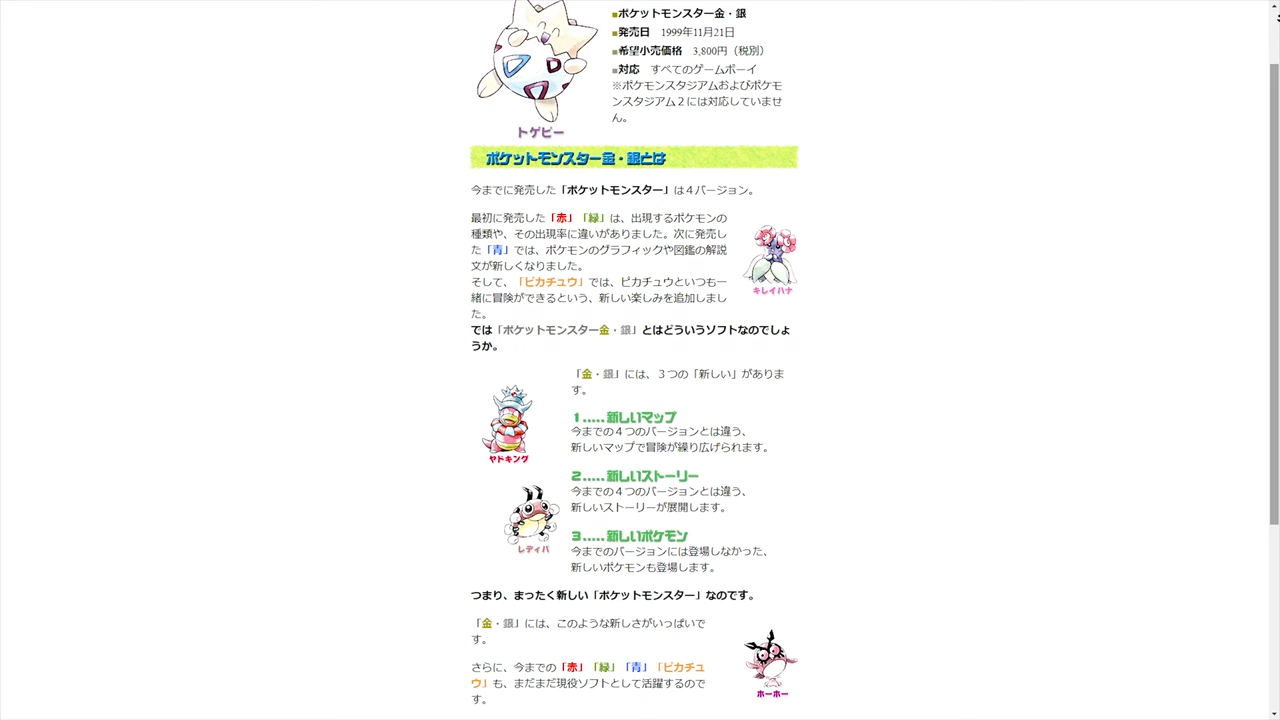 ■ポケットモンスター金・銀
■発売日　1999年11月21日
■希望小売価格　3,800円（税別）
■対応　すべてのゲームボーイ
※ポケモンスタジアムおよびポケモ
ンスタジアム２には対応していませ
ん。
トゲピー
ポケットモンスター金・銀とは
今までに発売した「ポケットモンスター」は４バージョン。
最初に発売した「赤」「緑」は、出現するポケモンの
種類や、その出現率に違いがありました。次に発売し
た「青」では、ポケモンのグラフィックや図鑑の解説
文が新しくなりました。
そして、「ピカチュウ」では、ピカチュウといつも一
緒に冒険ができるという、新しい楽しみを追加しまし
た。
キレイハナ
では「ポケットモンスター金・銀」とはどういうソフトなのでしょ
うか。
「金・銀」には、３つの「新しい」がありま
す。
１.....新しいマップ
今までの４つのバージョンとは違う、
新しいマップで冒険が繰り広げられます。
ヤドキング
２.....新しいストーリー
今までの４つのバージョンとは違う、
新しいストーリーが展開します。
３.....新しいポケモン
今までのバージョンには登場しなかった、
新しいポケモンも登場します。
レディバ
つまり、まったく新しい「ポケットモンスター」なのです。
「金・銀」には、このような新しさがいっぱいで
す。
さらに、今までの「赤」「緑」「青」「ピカチュ
ウ」も、まだまだ現役ソフトとして活躍するので
す。
ホーホー